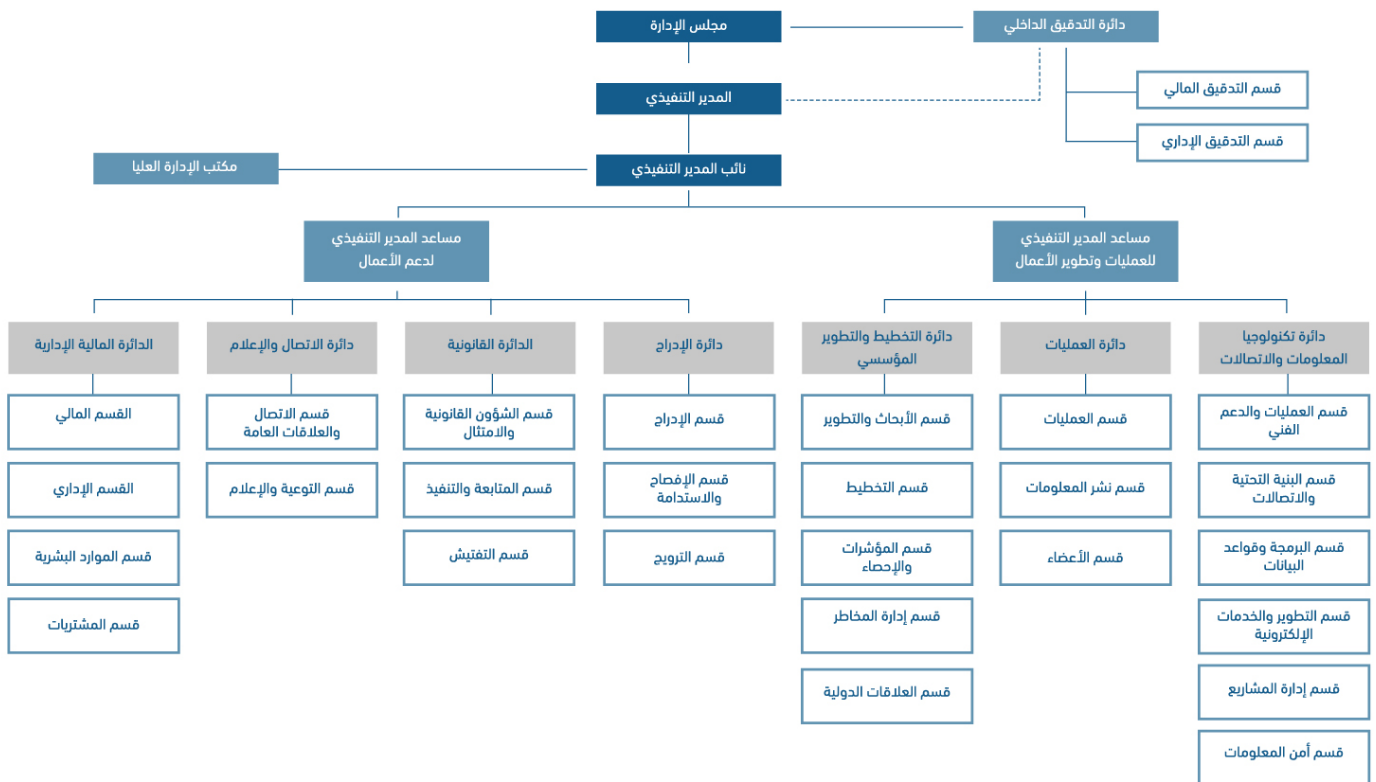 مجلس الإدارة
دائرة التدقيق الداخلي
قسم التدقيق المالي
قسم التدقيق الإداري
المدير التنفيذي
نائب المدير التنفيذي
مكتب الإدارة العليا
مساعد المدير التنفيذي
للعمليات وتطوير الأعمال
مساعد المدير التنفيذي
لدعم الأعمال
دائرة تكنولوجيا
المعلومات والاتصالات
قسم العمليات والدعم
الفني
قسم البنية التحتية
والاتصالات
قسم البرمجة وقواعد
البيانات
قسم التطوير والخدمات
الإلكترونية
قسم إدارة المشاريع
قسم أمن المعلومات
دائرة العمليات
قسم العمليات
قسم نشر المعلومات
قسم الأعضاء
دائرة التخطيط والتطوير
المؤسسي
قسم الأبحاث والتطوير
قسم التخطيط
قسم المؤشرات
والإحصاء
قسم إدارة المخاطر
قسم العلاقات الدولية
دائرة الإدراج
قسم الإدراج
قسم الإفصاح
والاستدامة
قسم الترويج
الدائرة القانونية
قسم الشؤون القانونية
والامتثال
قسم المتابعة والتنفيذ
قسم التفتيش
دائرة الاتصال والإعلام
قسم الاتصال
والعلاقات العامة
قسم التوعية والإعلام
الدائرة المالية الإدارية
القسم المالي
القسم الإداري
قسم الموارد البشرية
قسم المشتريات